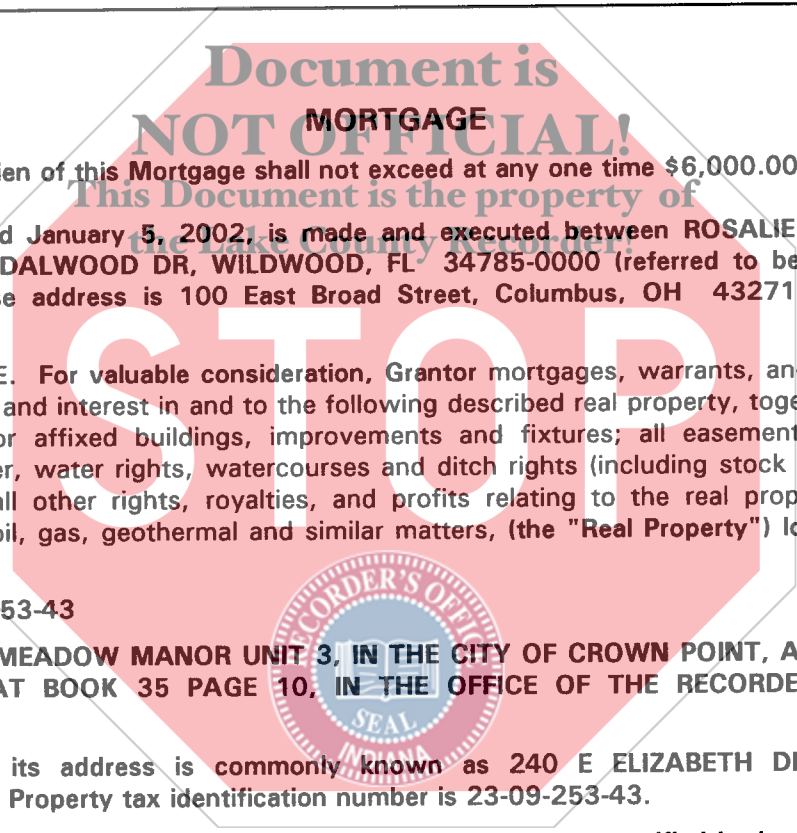 Document is
MORTGAGE
NOT OFFICIAL!
ien of this Mortgage shall not exceed at any one time $6,000.00
This Document is the property of
d January 5, 2002, is made and executed between ROSALIE
the Lake County Recorder!
DALWOOD DR, WILDWOOD, FL 34785-0000 (referred to be
se address is 100 East Broad Street, Columbus, OH 43271
STOP
E. For valuable consideration, Grantor mortgages, warrants, an
and interest in and to the following described real property, toge
or affixed buildings, improvements and fixtures; all easement
er, water rights, watercourses and ditch rights (including stock
all other rights, royalties, and profits relating to the real prop
oil, gas, geothermal and similar matters, (the "Real Property") lo
53-43
RECORDER'S OFFICE
MEADOW MANOR UNIT 3, IN THE CITY OF CROWN POINT, A
AT BOOK 35 PAGE 10, IN THE OFFICE OF THE RECORDE
SEAL
INDIANA
its address is commonly known as 240 E ELIZABETH D
Property tax identification number is 23-09-253-43.